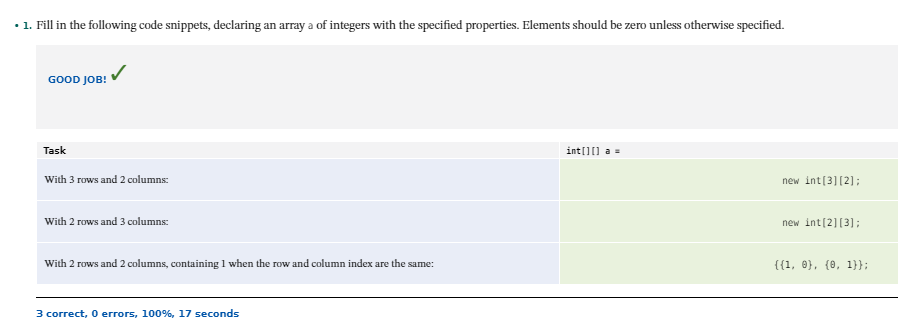 • 1. Fill in the following code snippets, declaring an array a of integers with the specified properties. Elements should be zero unless otherwise specified.
GOOD JOB! ✓
Task int[][] a =
With 3 rows and 2 columns: new int[3][2];
With 2 rows and 3 columns: new int[2][3];
With 2 rows and 2 columns, containing 1 when the row and column index are the same: {{1, 0}, {0, 1}};
3 correct, 0 errors, 100%, 17 seconds